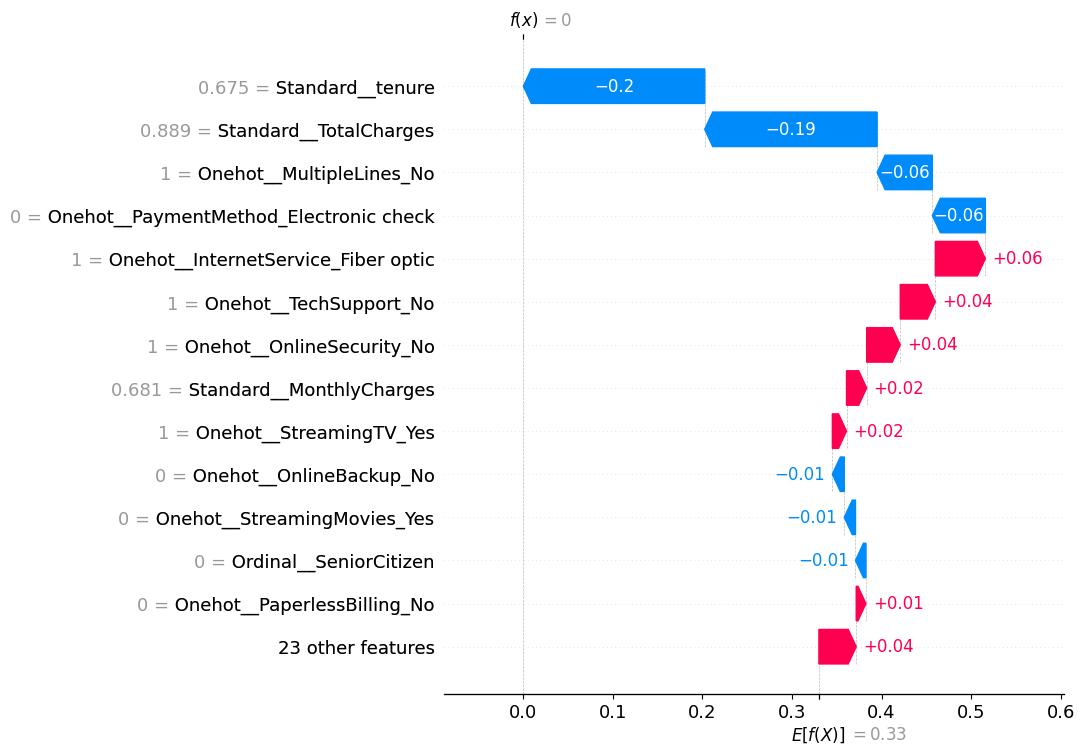 f(x) = 0
0.675 = Standard__tenure −0.2
0.889 = Standard__TotalCharges −0.19
1 = Onehot__MultipleLines_No −0.06
0 = Onehot__PaymentMethod_Electronic check −0.06
1 = Onehot__InternetService_Fiber optic +0.06
1 = Onehot__TechSupport_No +0.04
1 = Onehot__OnlineSecurity_No +0.04
0.681 = Standard__MonthlyCharges +0.02
1 = Onehot__StreamingTV_Yes +0.02
0 = Onehot__OnlineBackup_No −0.01
0 = Onehot__StreamingMovies_Yes −0.01
0 = Ordinal__SeniorCitizen −0.01
0 = Onehot__PaperlessBilling_No +0.01
23 other features +0.04
0.0 0.1 0.2 0.3 0.4 0.5 0.6
E[f(X)] = 0.33